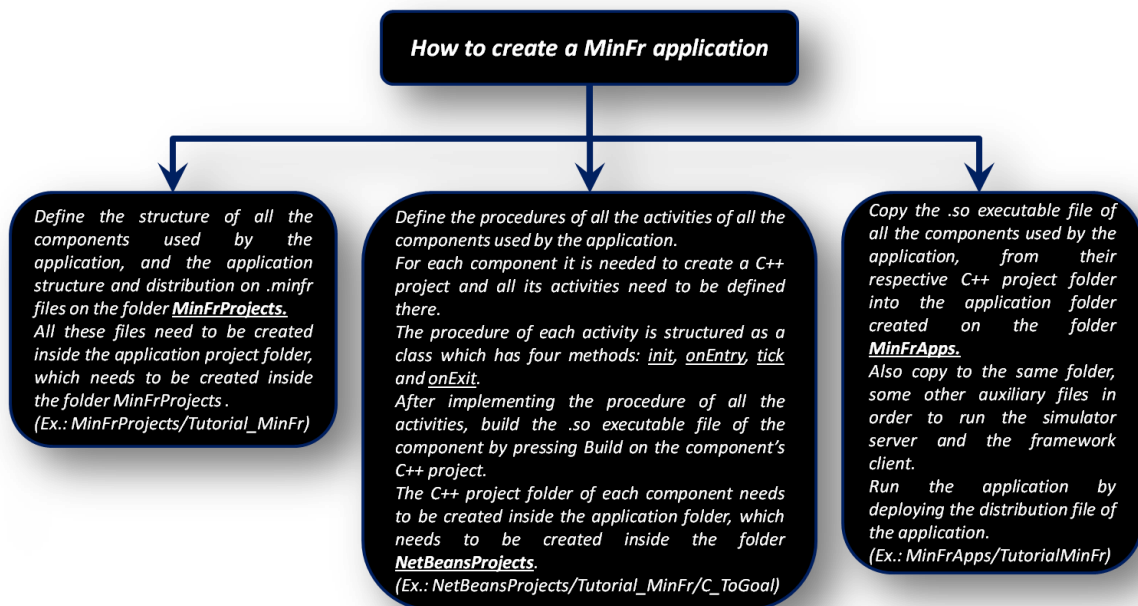 How to create a MinFr application
Define the structure of all the
components used by the
application, and the application
structure and distribution on .minfr
files on the folder MinFrProjects.
All these files need to be created
inside the application project folder,
which needs to be created inside
the folder MinFrProjects .
(Ex.: MinFrProjects/Tutorial_MinFr)
Define the procedures of all the activities of all the
components used by the application.
For each component it is needed to create a C++
project and all its activities need to be defined
there.
The procedure of each activity is structured as a
class which has four methods: init, onEntry, tick
and onExit.
After implementing the procedure of all the
activities, build the .so executable file of the
component by pressing Build on the component’s
C++ project.
The C++ project folder of each component needs
to be created inside the application folder, which
needs to be created inside the folder
NetBeansProjects.
(Ex.: NetBeansProjects/Tutorial_MinFr/C_ToGoal)
Copy the .so executable file of
all the components used by the
application, from their
respective C++ project folder
into the application folder
created on the folder
MinFrApps.
Also copy to the same folder,
some other auxiliary files in
order to run the simulator
server and the framework
client.
Run the application by
deploying the distribution file of
the application.
(Ex.: MinFrApps/TutorialMinFr)